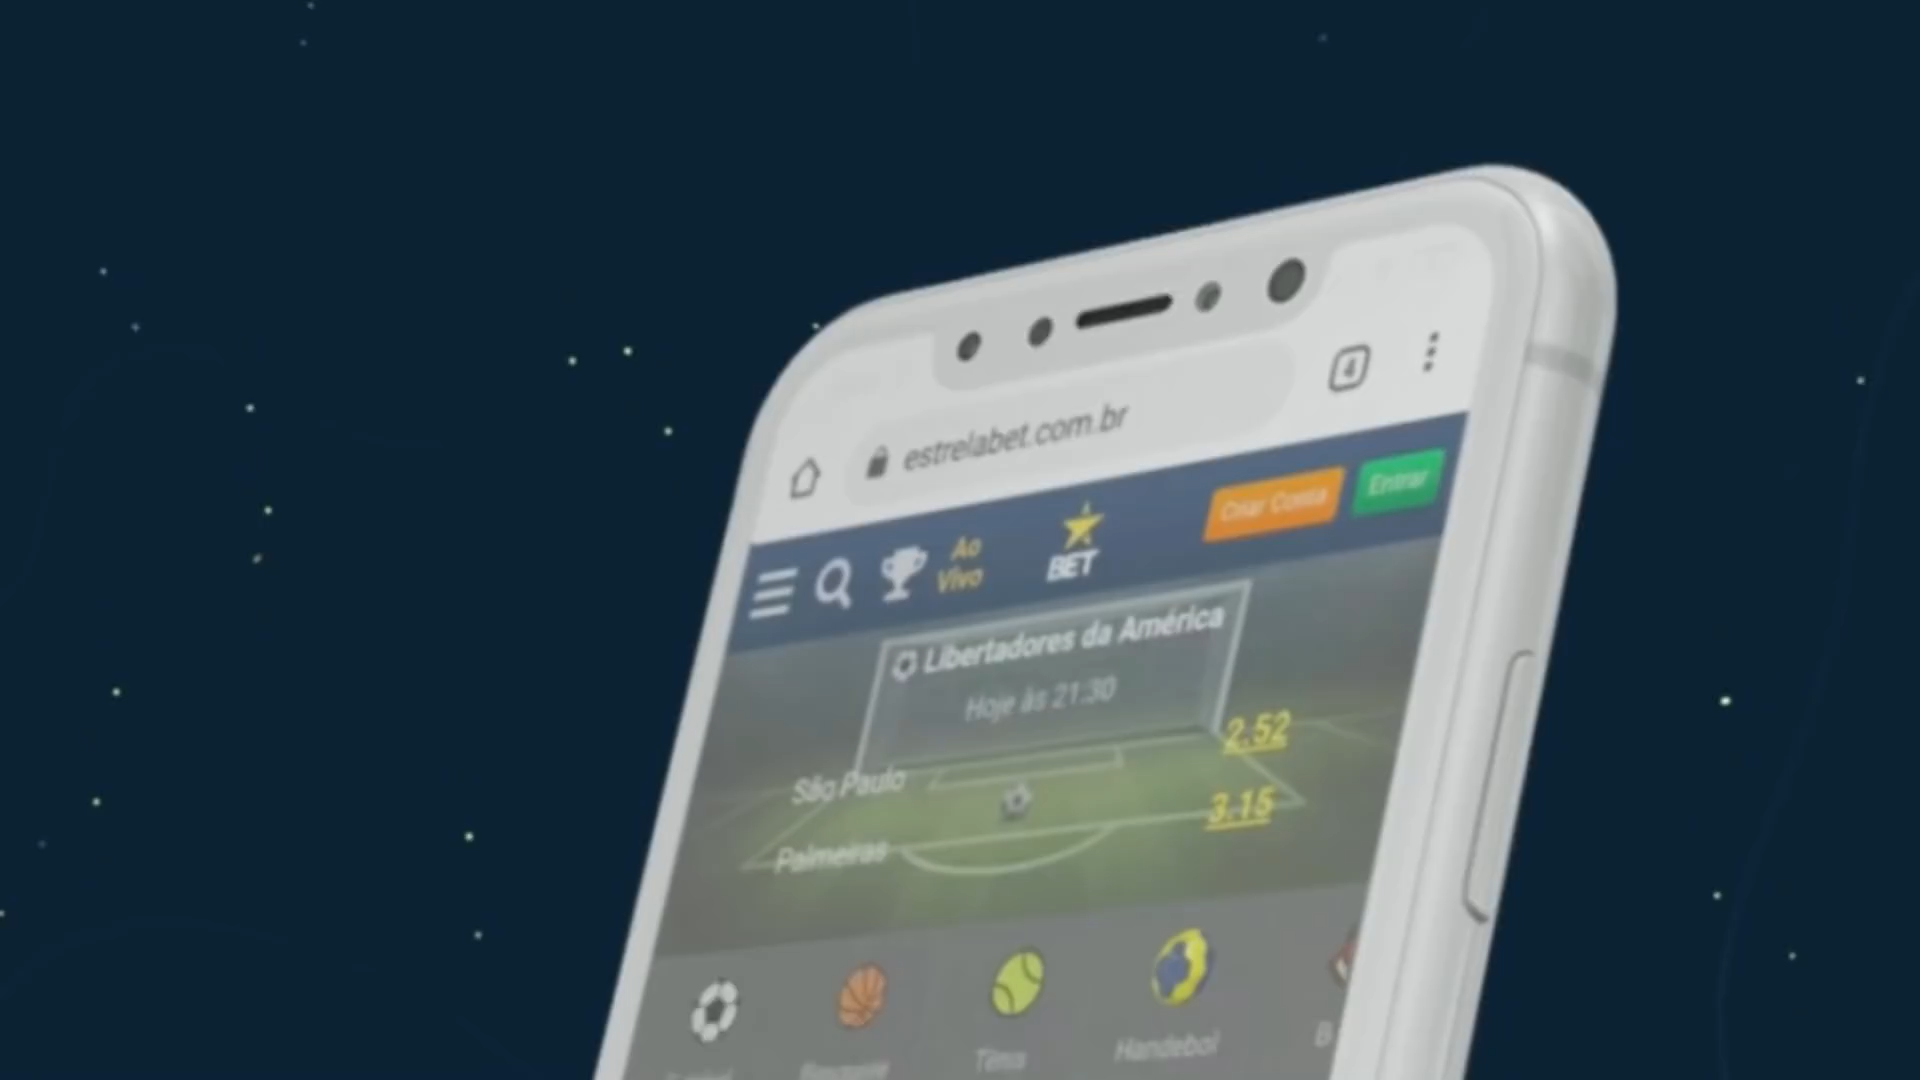 4
estrelabet.com.br
Criar Conta
Entrar
Ao
Vivo
BET
Libertadores da América
Hoje às 21:30
São Paulo
2.52
Palmeiras
3.15
Tênis
Handebol